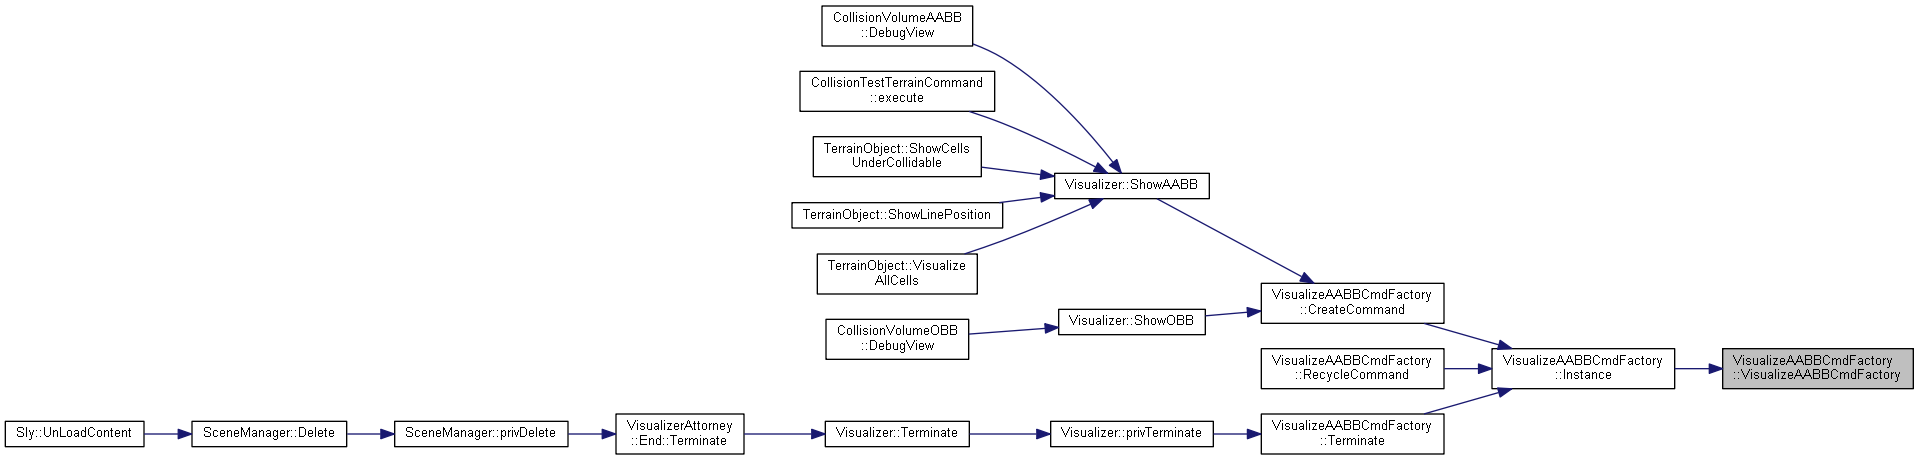 CollisionVolumeAABB
::DebugView
CollisionTestTerrainCommand
::execute
TerrainObject::ShowCells
UnderCollidable
Visualizer::ShowAABB
TerrainObject::ShowLinePosition
TerrainObject::Visualize
AllCells
VisualizeAABBCmdFactory
::CreateCommand
Visualizer::ShowOBB
CollisionVolumeOBB
::DebugView
VisualizeAABBCmdFactory
::RecycleCommand
VisualizeAABBCmdFactory
::Instance
VisualizeAABBCmdFactory
::VisualizeAABBCmdFactory
Sly::UnLoadContent
SceneManager::Delete
SceneManager::privDelete
VisualizerAttorney
::End::Terminate
Visualizer::Terminate
Visualizer::privTerminate
VisualizeAABBCmdFactory
::Terminate